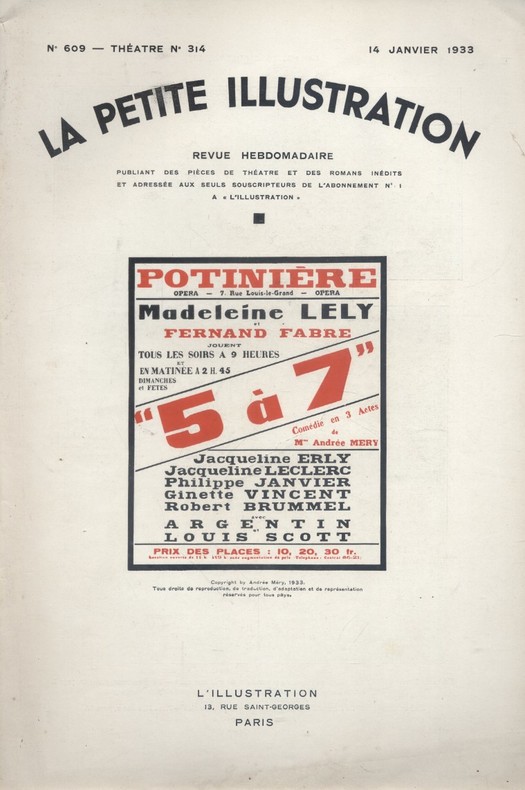 N° 609 — THÉATRE N° 314
14 JANVIER 1933
LA PETITE ILLUSTRATION
REVUE HEBDOMADAIRE
PUBLIANT DES PIÈCES DE THÉATRE ET DES ROMANS INÉDITS
ET ADRESSÉE AUX SEULS SOUSCRIPTEURS DE L'ABONNEMENT N° 1
A « L'ILLUSTRATION »
POTINIÈRE
OPERA — 7, Rue Louis-le-Grand — OPERA
Madeleine LELY
et
FERNAND FABRE
JOUENT
TOUS LES SOIRS A 9 HEURES
ET
EN MATINÉE A 2 H. 45
DIMANCHES
et FETES
"5 à 7"
Comédie en 3 Actes
de
Mme Andrée MERY
Jacqueline ERLY
Jacqueline LECLERC
Philippe JANVIER
Ginette VINCENT
Robert BRUMMEL
avec
ARGENTIN
et
LOUIS SCOTT
PRIX DES PLACES : 10, 20, 30 fr.
Copyright by Andrée Méry, 1933.
Tous droits de reproduction, de traduction, d'adaptation et de représentation
réservés pour tous pays.
L'ILLUSTRATION
13, RUE SAINT-GEORGES
PARIS